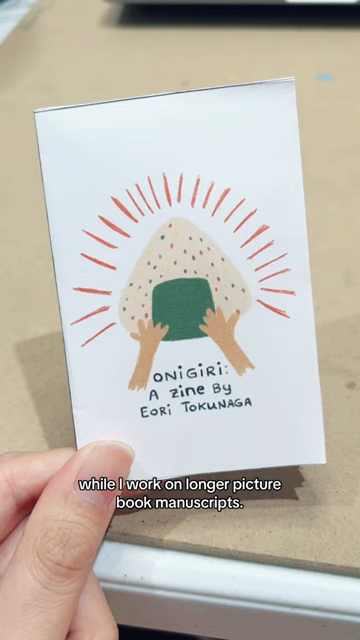 ONiGiRi:
A zine By
EORi TOKUNAGA
while I work on longer picture
book manuscripts.